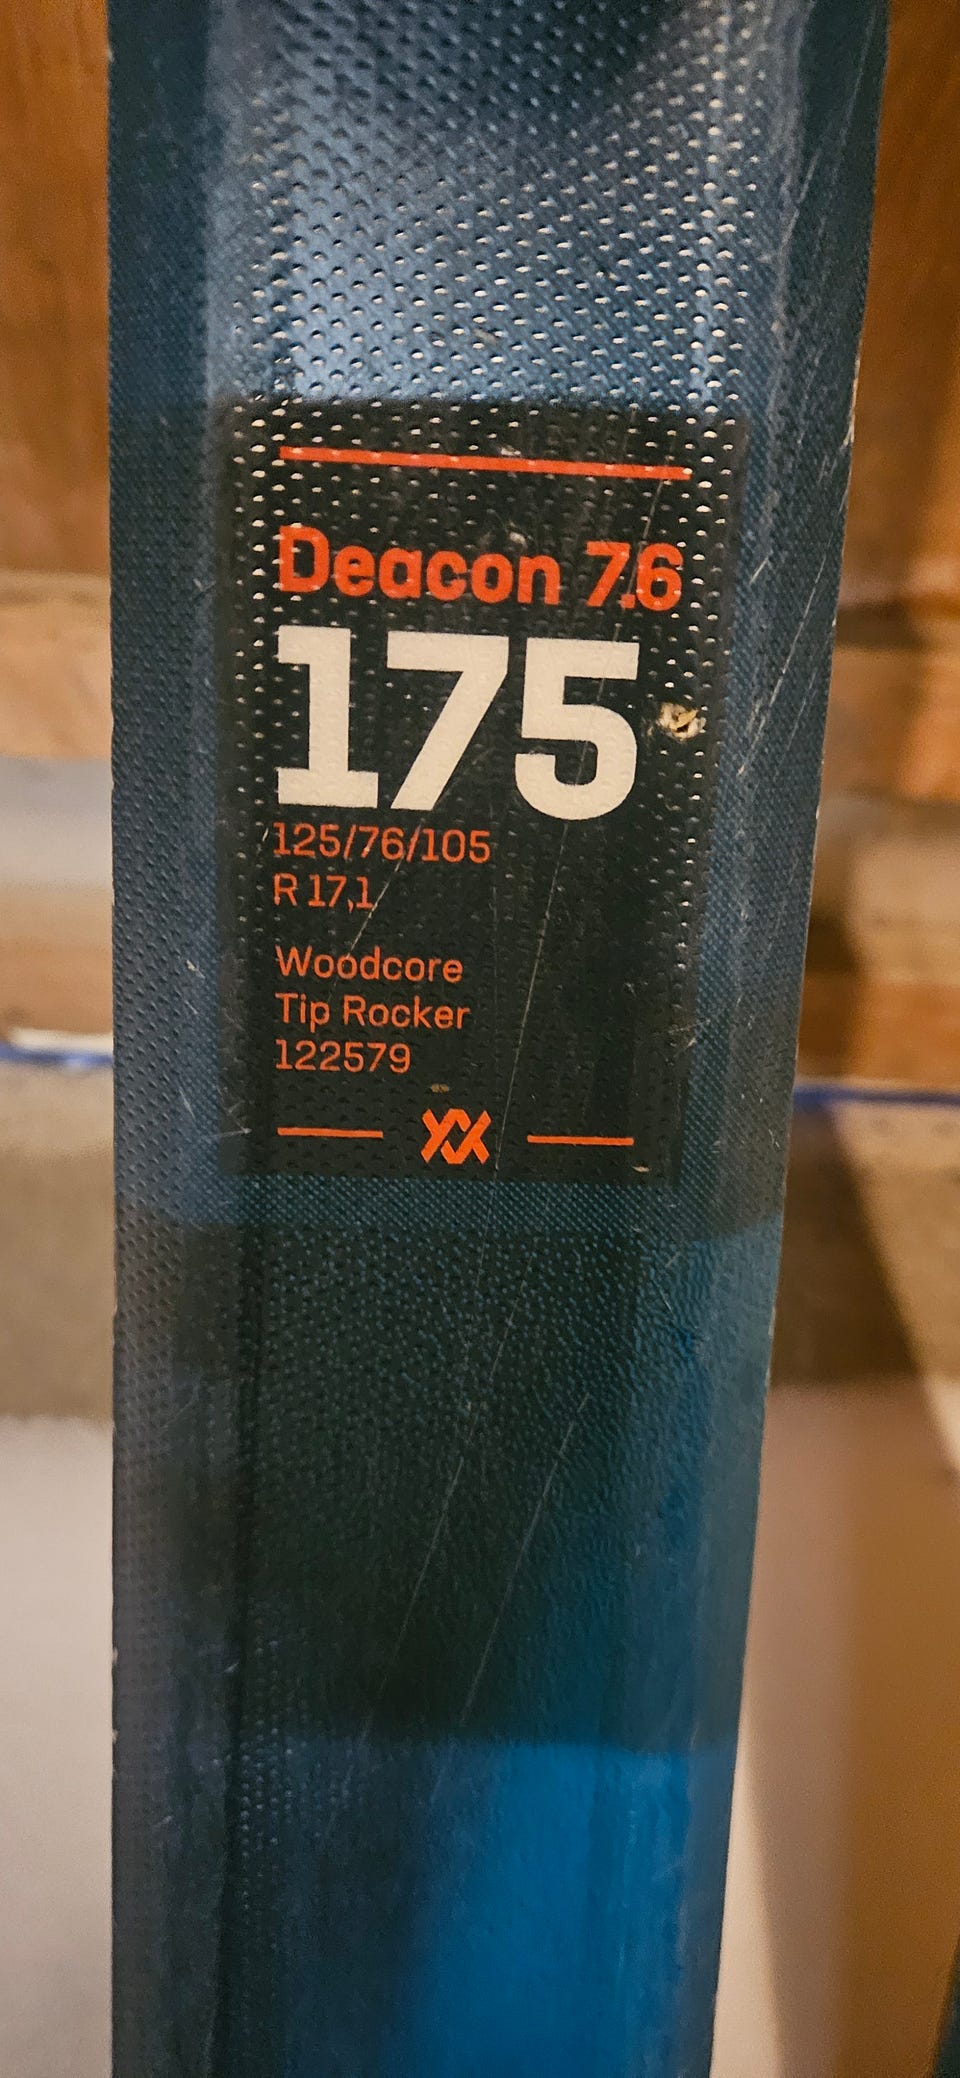 Deacon 7.6
175
125/76/105
R 17,1
Woodcore
Tip Rocker
122579